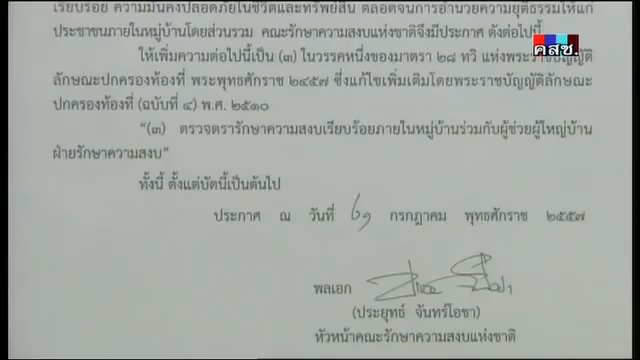 เรียบร้อย ความมั่นคงปลอดภัยในชีวิตและทรัพย์สิน ตลอดจนการอำนวยความยุติธรรมให้แก่
ประชาชนภายในหมู่บ้านโดยส่วนรวม คณะรักษาความสงบแห่งชาติจึงมีประกาศ ดังต่อไปนี้
คสช.
ให้เพิ่มความต่อไปนี้เป็น (๓) ในวรรคหนึ่งของมาตรา ๒๘ ทวิ แห่งพระราชบัญญัติ
ลักษณะปกครองท้องที่ พระพุทธศักราช ๒๔๕๗ ซึ่งแก้ไขเพิ่มเติมโดยพระราชบัญญัติลักษณะ
ปกครองท้องที่ (ฉบับที่ ๔) พ.ศ. ๒๕๑๐
“(๓) ตรวจตรารักษาความสงบเรียบร้อยภายในหมู่บ้านร่วมกับผู้ช่วยผู้ใหญ่บ้าน
ฝ่ายรักษาความสงบ”
ทั้งนี้ ตั้งแต่บัดนี้เป็นต้นไป
ประกาศ ณ วันที่ กรกฎาคม พุทธศักราช ๒๕๕๗
พลเอก
(ประยุทธ์ จันทร์โอชา)
หัวหน้าคณะรักษาความสงบแห่งชาติ